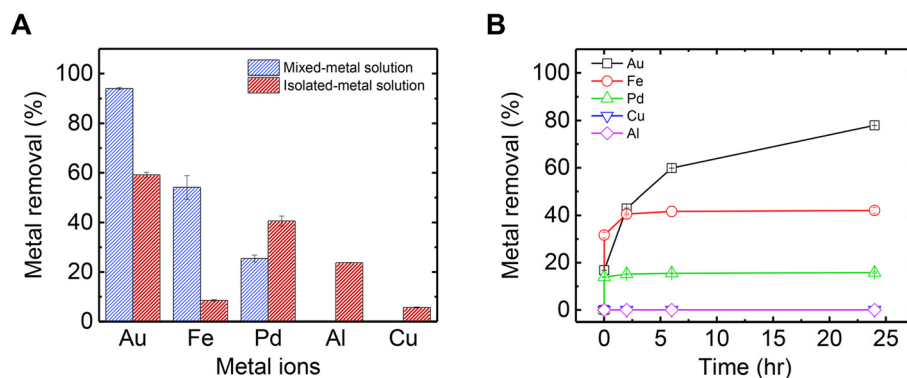 A
Metal removal (%)
100
80
60
40
20
0
Mixed-metal solution
Isolated-metal solution
Au Fe Pd Al Cu
Metal ions
B
Metal removal (%)
100
80
60
40
20
0
Au
Fe
Pd
Cu
Al
0 5 10 15 20 25
Time (hr)